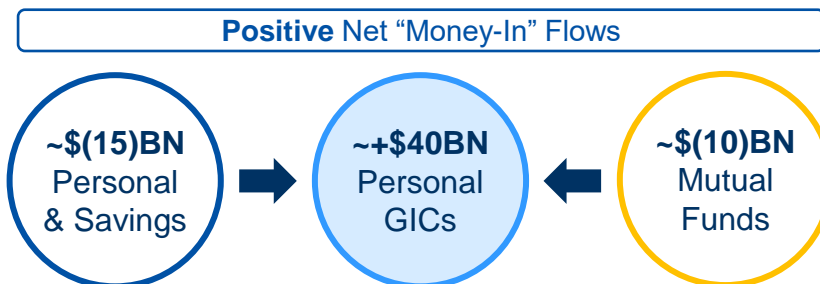 Positive Net “Money-In” Flows
~$(15)BN
Personal
& Savings
~+$40BN
Personal
GICs
~$(10)BN
Mutual
Funds